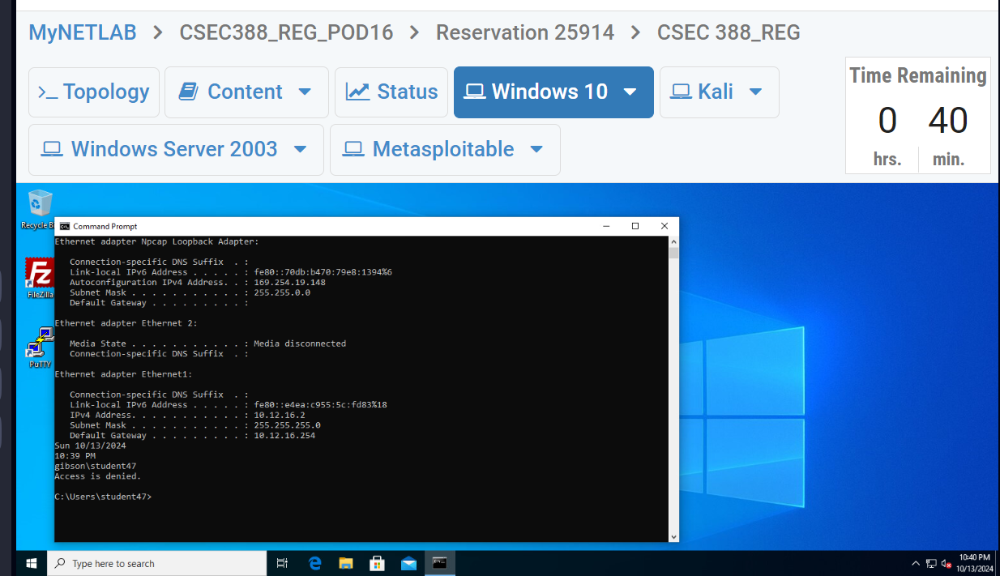 MyNETLAB > CSEC388_REG_POD16 > Reservation 25914 > CSEC 388_REG
>_ Topology
Content
Status
Windows 10
Kali
Windows Server 2003
Metasploitable
Time Remaining
0 40
hrs. min.
Recycle B
FileZilla
PuTTY
Command Prompt
Ethernet adapter Npcap Loopback Adapter:
Connection-specific DNS Suffix . :
Link-local IPv6 Address . . . . . : fe80::70db:b470:79e8:1394%6
Autoconfiguration IPv4 Address. . : 169.254.19.148
Subnet Mask . . . . . . . . . . . : 255.255.0.0
Default Gateway . . . . . . . . . :
Ethernet adapter Ethernet 2:
Media State . . . . . . . . . . . : Media disconnected
Connection-specific DNS Suffix . :
Ethernet adapter Ethernet1:
Connection-specific DNS Suffix . :
Link-local IPv6 Address . . . . . : fe80::e4ea:c955:5c:fd83%18
IPv4 Address. . . . . . . . . . . : 10.12.16.2
Subnet Mask . . . . . . . . . . . : 255.255.255.0
Default Gateway . . . . . . . . . : 10.12.16.254
Sun 10/13/2024
10:39 PM
gibson\student47
Access is denied.
C:\Users\student47>
Type here to search
10:40 PM
10/13/2024